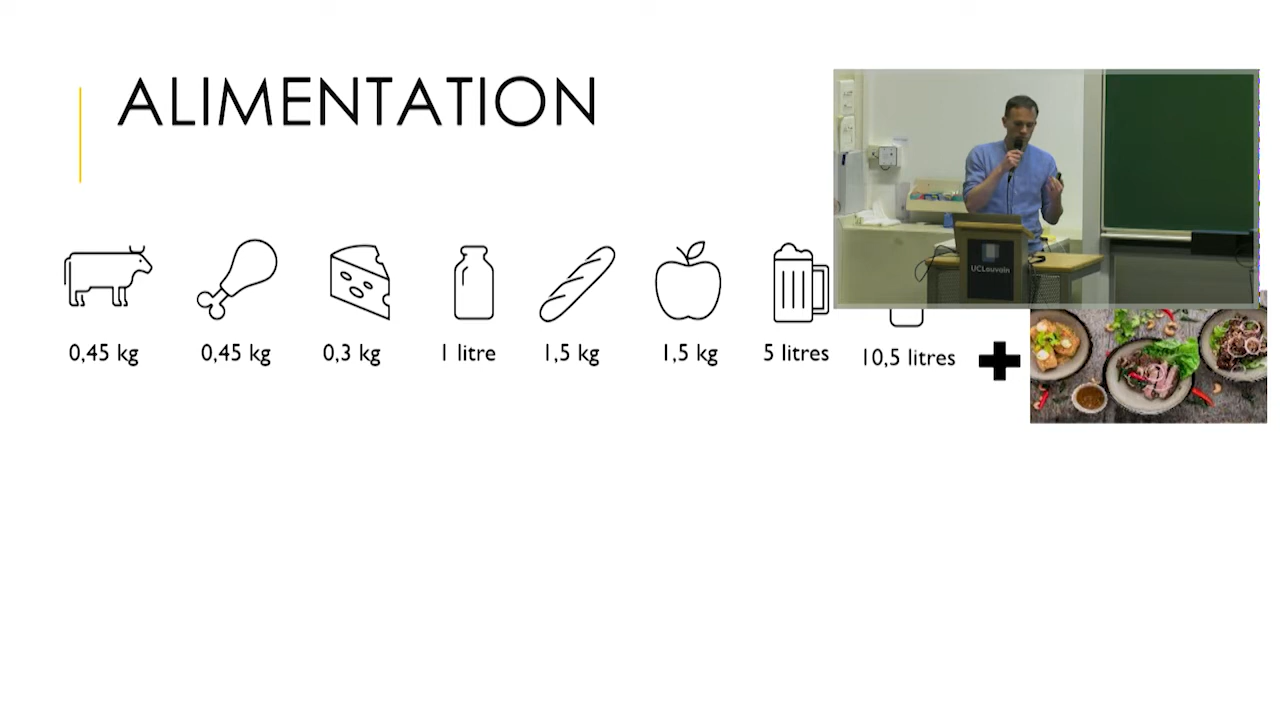 ALIMENTATION
UCLouvain
0,45 kg
0,45 kg
0,3 kg
1 litre
1,5 kg
1,5 kg
5 litres
10,5 litres